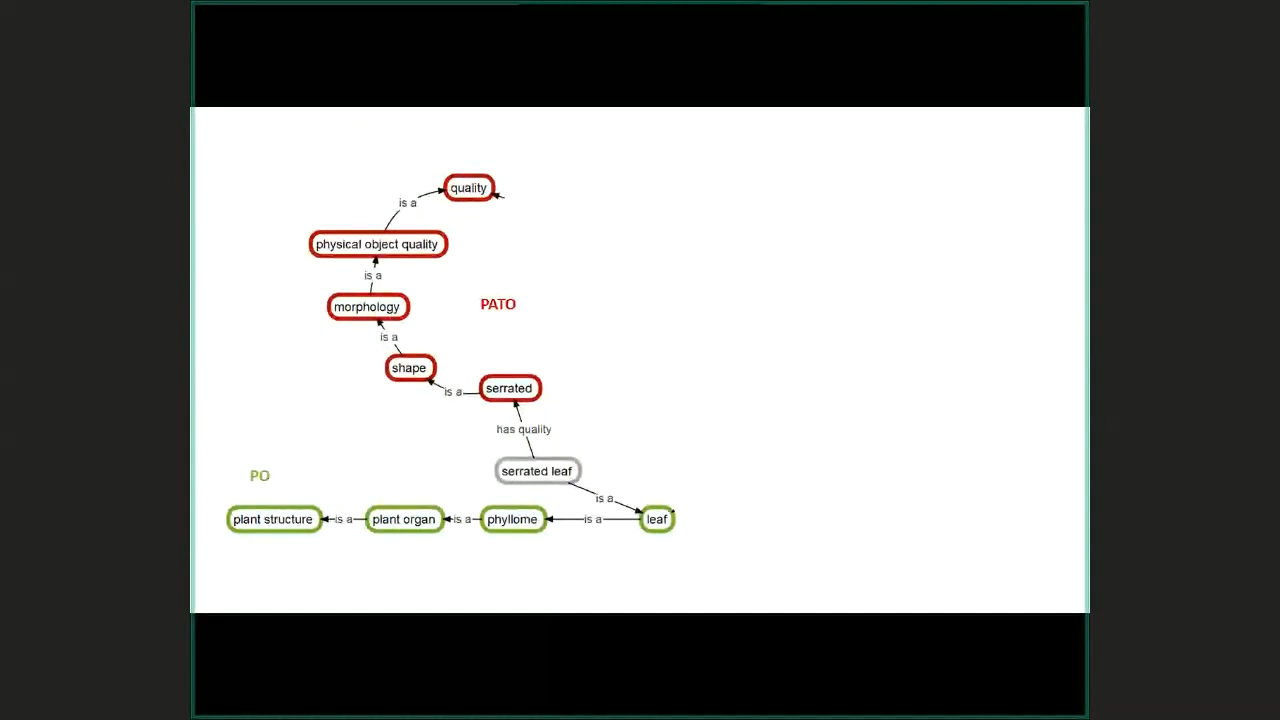 quality
is a
physical object quality
is a
morphology
PATO
is a
shape
is a
serrated
has quality
serrated leaf
PO
is a
plant structure is a plant organ is a phyllome is a leaf